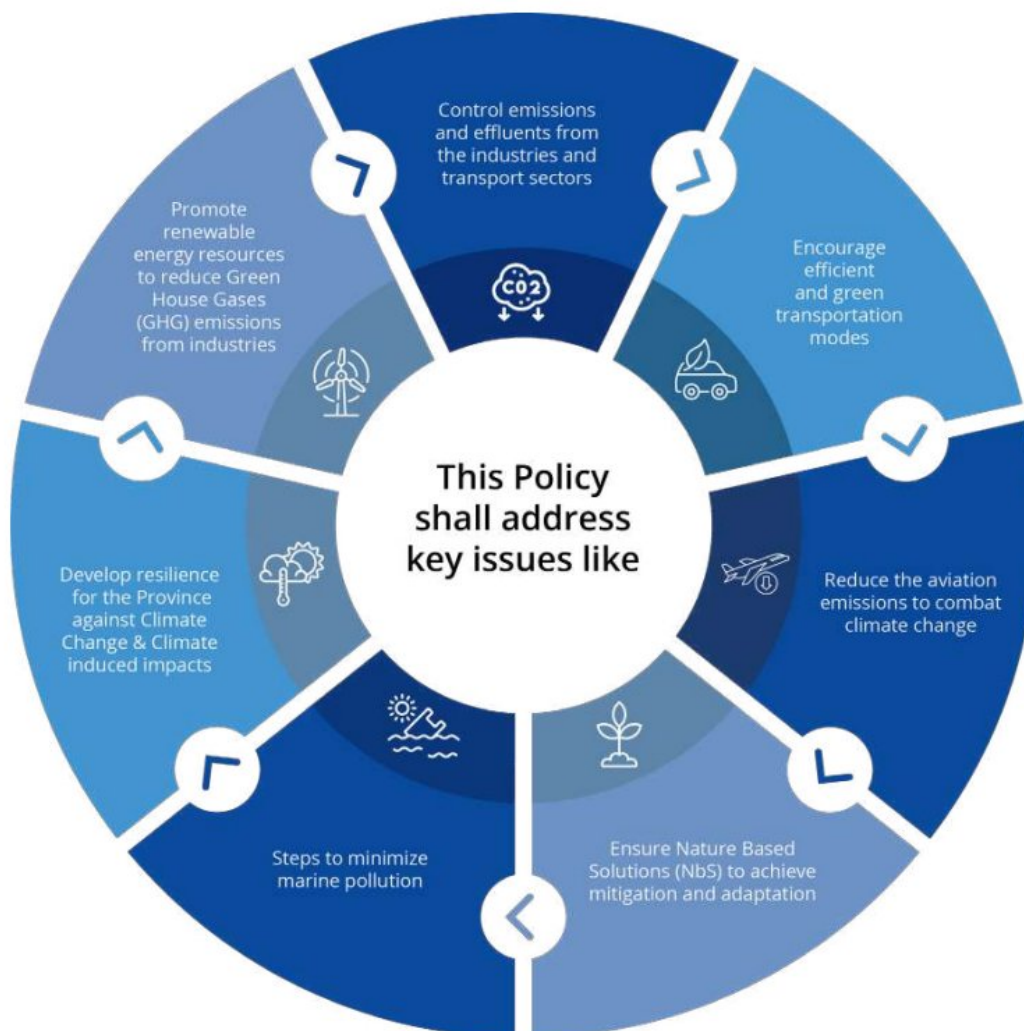 Control emissions
and effluents from
the industries and
transport sectors
CO2
Encourage
efficient
and green
transportation
modes
Reduce the aviation
emissions to combat
climate change
Ensure Nature Based
Solutions (NbS) to achieve
mitigation and adaptation
Steps to minimize
marine pollution
Develop resilience
for the Province
against Climate
Change & Climate
induced impacts
Promote
renewable
energy resources
to reduce Green
House Gases
(GHG) emissions
from industries
This Policy
shall address
key issues like